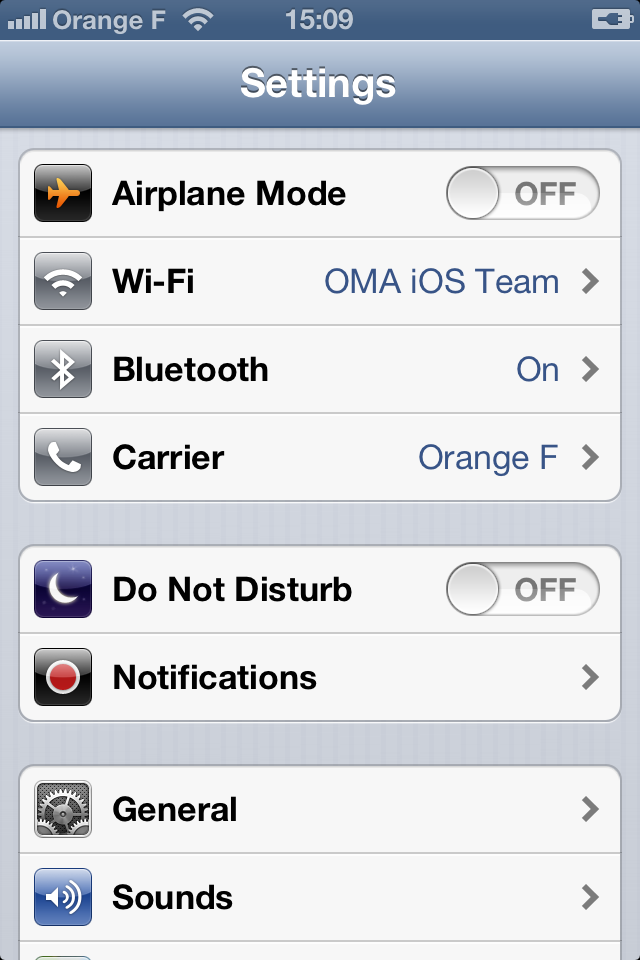 Orange F 15:09
Settings
Airplane Mode OFF
Wi-Fi OMA iOS Team
Bluetooth On
Carrier Orange F
Do Not Disturb OFF
Notifications
General
Sounds